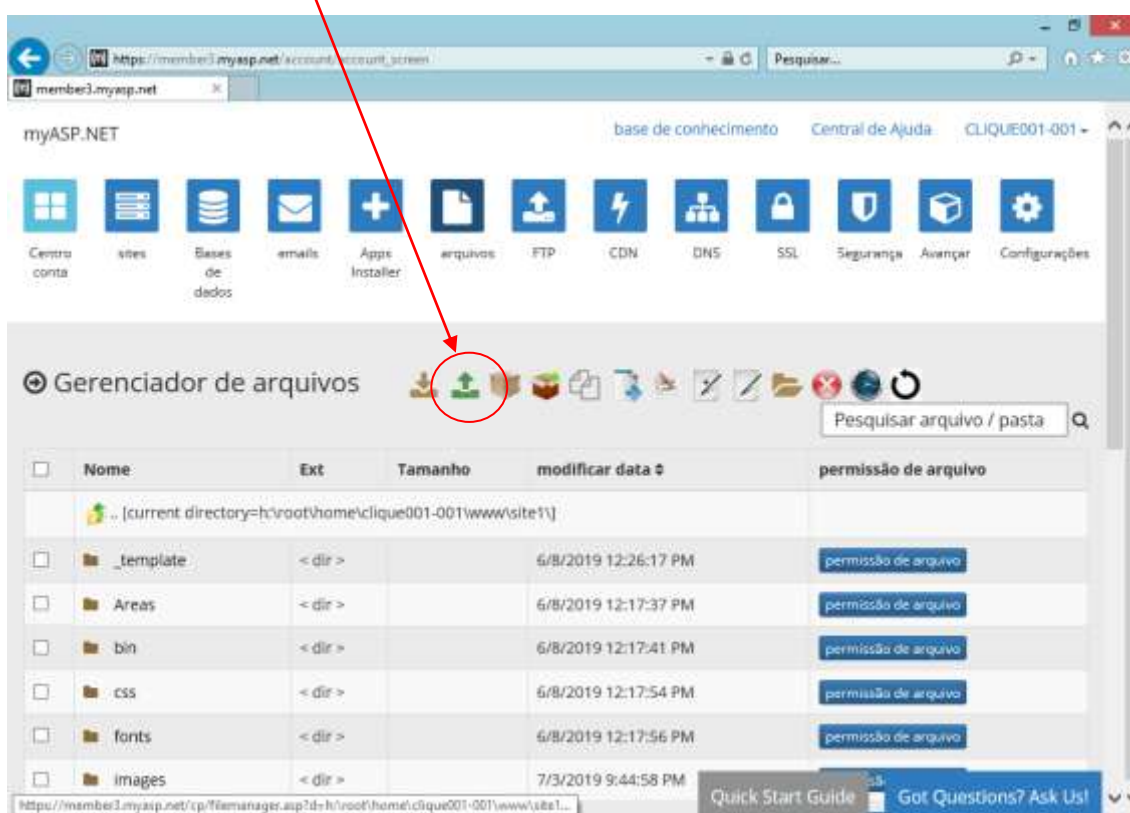 https://member3.myasp.net/account/account_screen
Pesquisar...
member3.myasp.net
myASP.NET
base de conhecimento
Central de Ajuda
CLIQUE001-001
Centro conta
sites
Bases de dados
emails
Apps Installer
arquivos
FTP
CDN
DNS
SSL
Segurança
Avançar
Configurações
Gerenciador de arquivos
Pesquisar arquivo / pasta
Nome Ext Tamanho modificar data permissão de arquivo
.. [current directory=h:\root\home\clique001-001\www\site1\]
_template < dir > 6/8/2019 12:26:17 PM permissão de arquivo
Areas < dir > 6/8/2019 12:17:37 PM permissão de arquivo
bin < dir > 6/8/2019 12:17:41 PM permissão de arquivo
css < dir > 6/8/2019 12:17:54 PM permissão de arquivo
fonts < dir > 6/8/2019 12:17:56 PM permissão de arquivo
images < dir > 7/3/2019 9:44:58 PM
https://member3.myasp.net/cp/filemanager.asp?d=h:\root\home\clique001-001\www\site1...
Quick Start Guide
Got Questions? Ask Us!